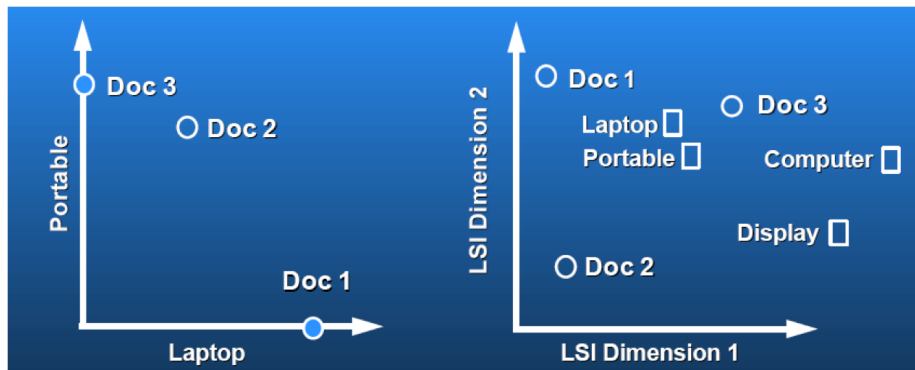 Portable
Doc 3
Doc 2
Doc 1
Laptop
LSI Dimension 2
Doc 1
Doc 3
Laptop
Portable
Computer
Display
Doc 2
LSI Dimension 1